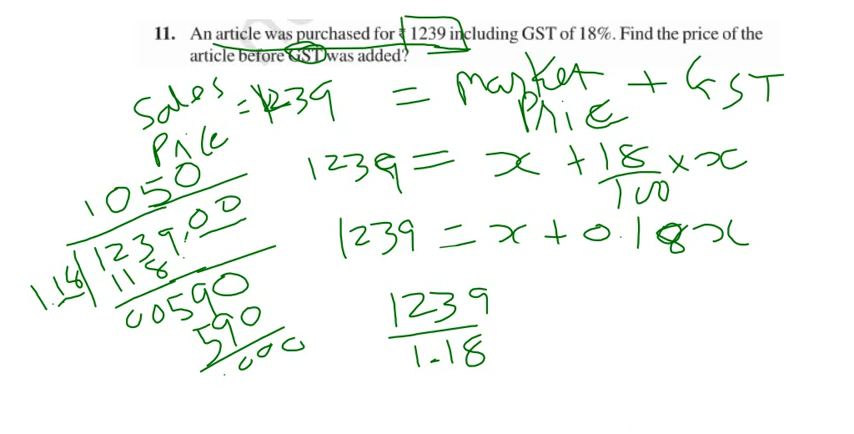 11. An article was purchased for ₹ 1239 including GST of 18%. Find the price of the
article before GST was added?
Sales Price = 1239 = Market Price + GST
1239 = x + 18/100 × x
1239 = x + 0.18x
1239
1.18
1050
1.18 1239.00
118
00590
590
000